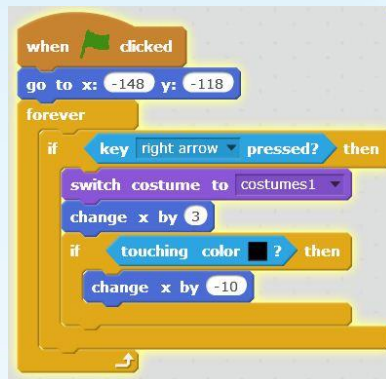 when clicked
go to x: -148 y: -118
forever
if key right arrow pressed? then
switch costume to costumes1
change x by 3
if touching color ? then
change x by -10